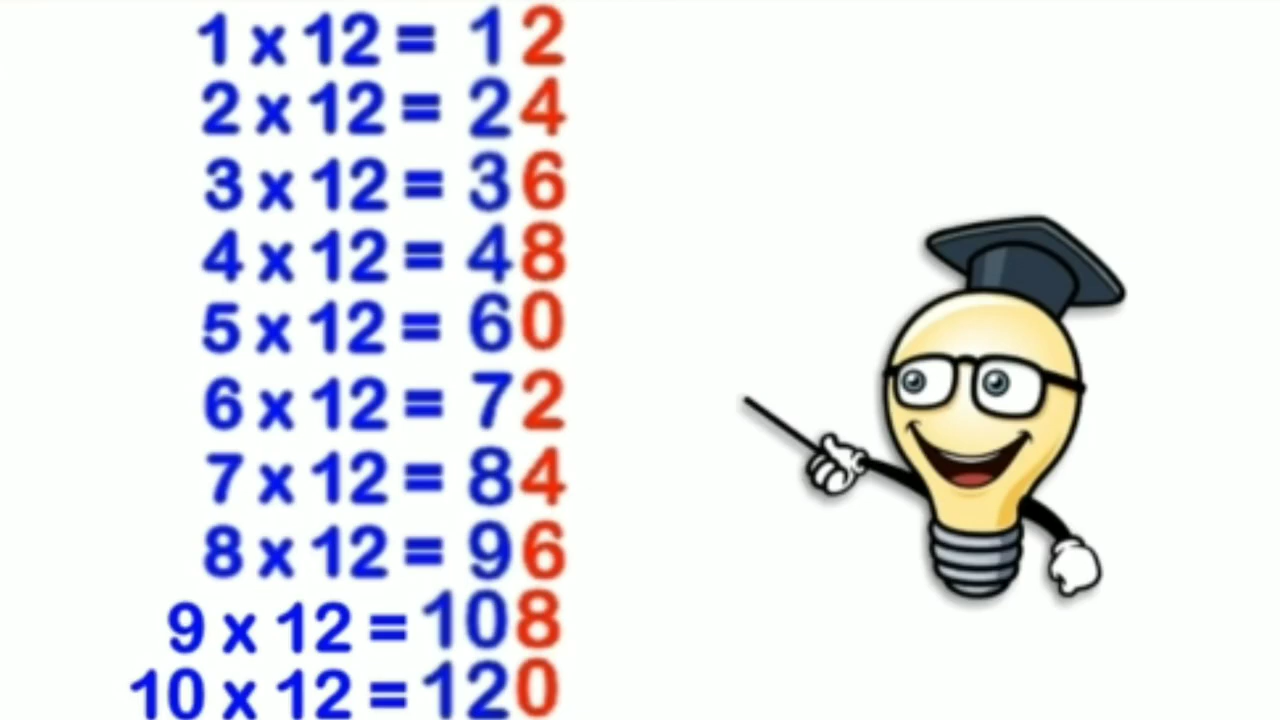 1 x 12 = 12
2 x 12 = 24
3 x 12 = 36
4 x 12 = 48
5 x 12 = 60
6 x 12 = 72
7 x 12 = 84
8 x 12 = 96
9 x 12 = 108
10 x 12 = 120